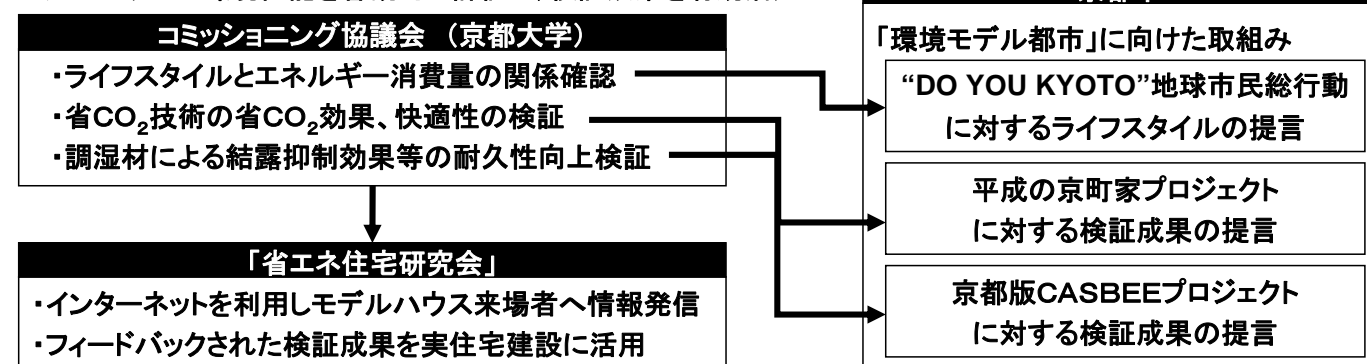 コミッショニング協議会 （京都大学）
・ライフスタイルとエネルギー消費量の関係確認
・省CO₂技術の省CO₂効果、快適性の検証
・調湿材による結露抑制効果等の耐久性向上検証
「省エネ住宅研究会」
・インターネットを利用しモデルハウス来場者へ情報発信
・フィードバックされた検証成果を実住宅建設に活用
「環境モデル都市」に向けた取組み
“DO YOU KYOTO”地球市民総行動
に対するライフスタイルの提言
平成の京町家プロジェクト
に対する検証成果の提言
京都版CASBEEプロジェクト
に対する検証成果の提言